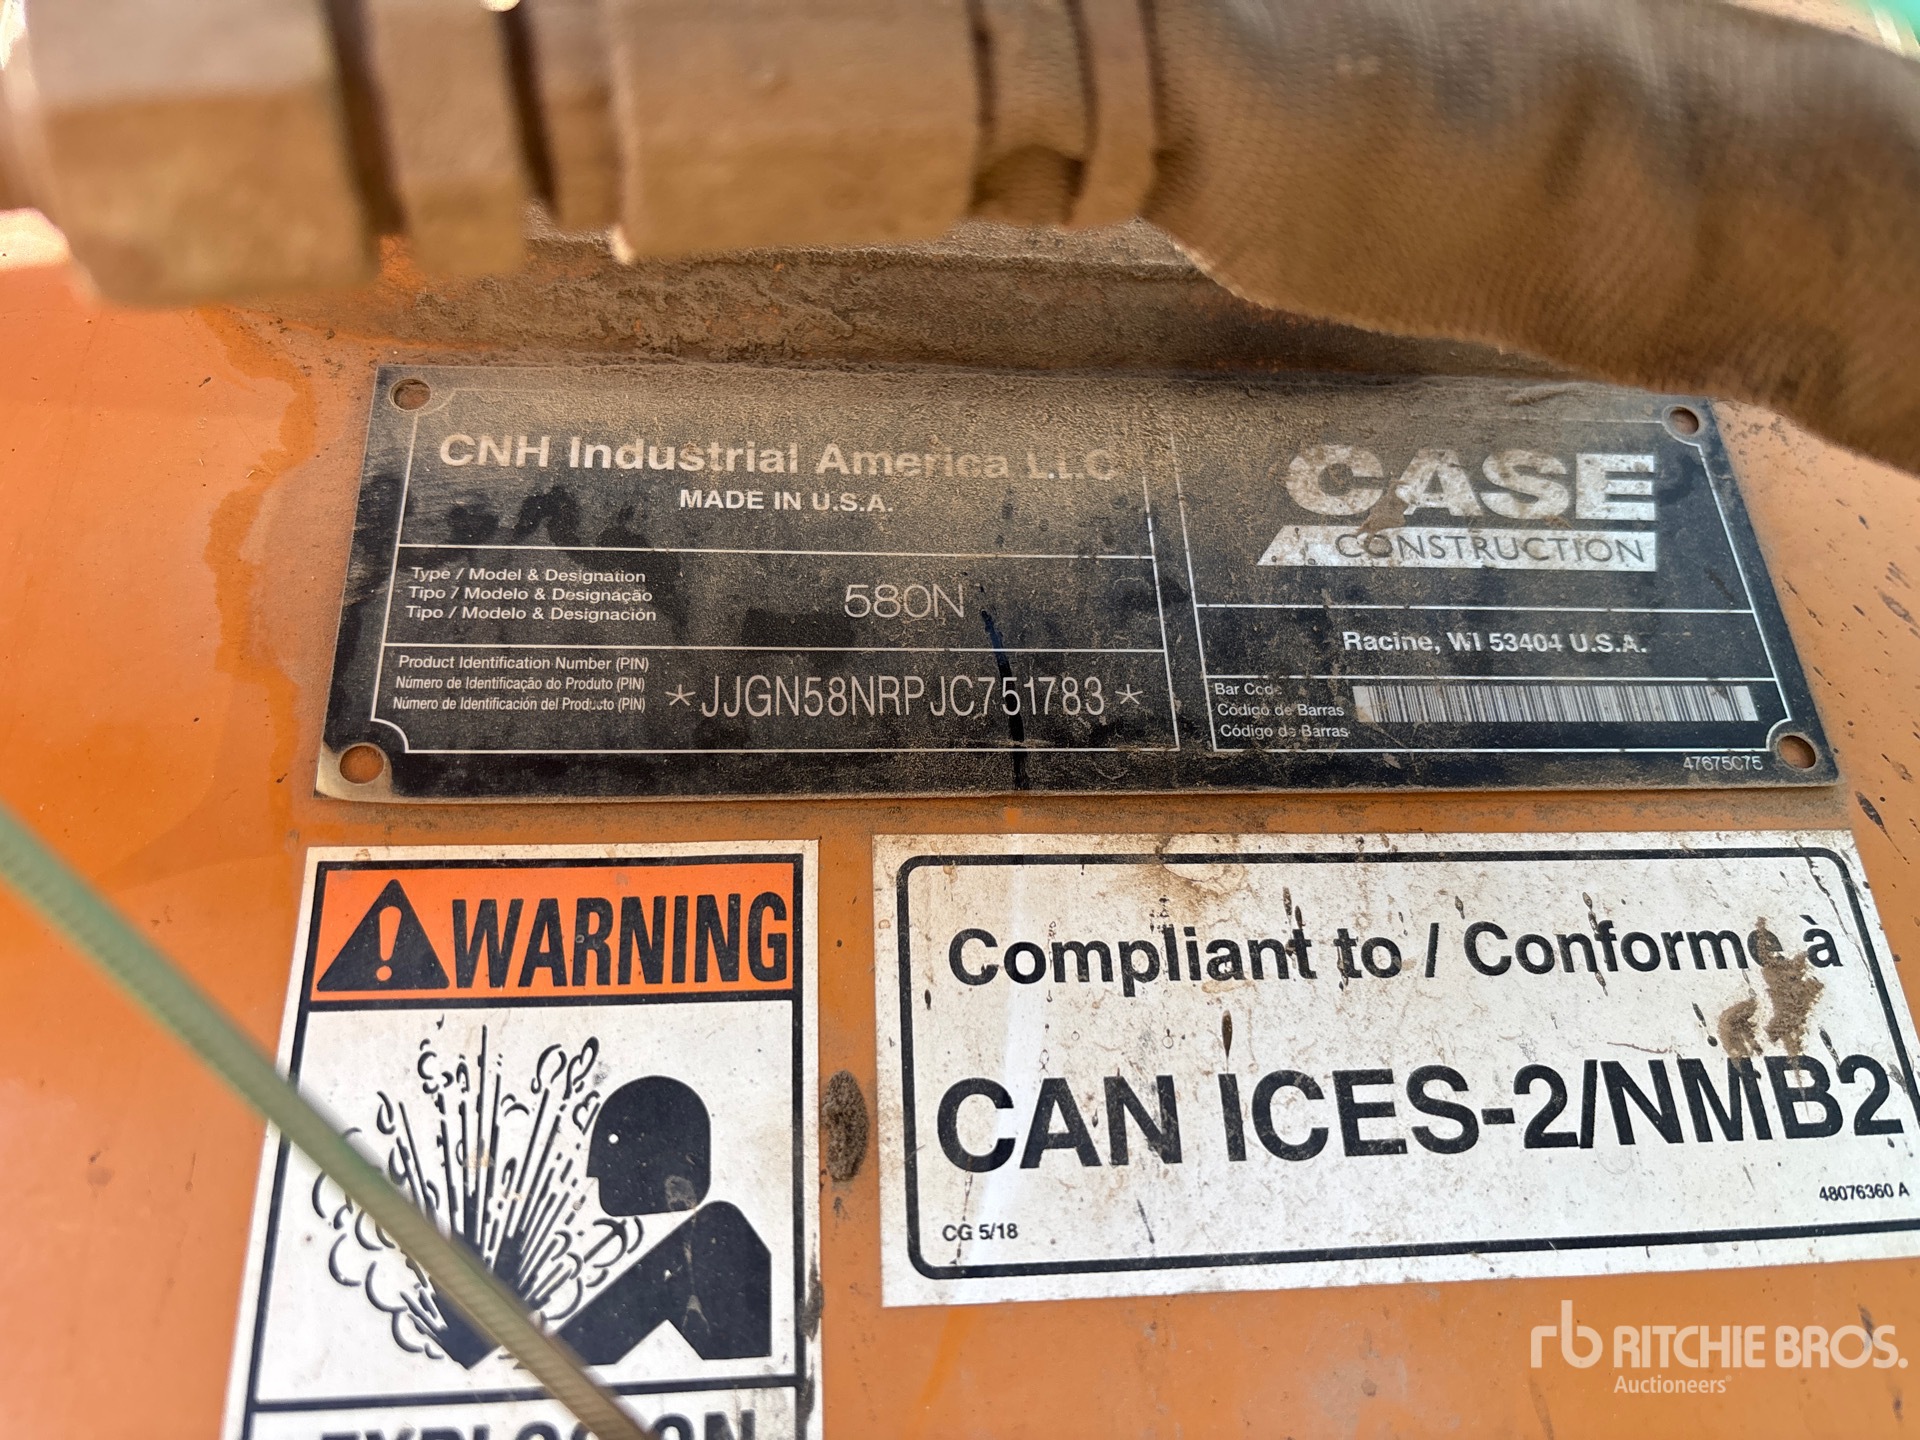 CNH Industrial America LLC
MADE IN U.S.A.
Type / Model & Designation
Tipo / Modelo & Designação
Tipo / Modelo & Designación
580N
Product Identification Number (PIN)
Número de Identificação do Produto (PIN)
Número de Identificación del Producto (PIN)
*JJGN58NRPJC751783*
CASE
CONSTRUCTION
Racine, WI 53404 U.S.A.
Bar Code
Código de Barras
Código de Barras
47675C75
WARNING
EXPLOSION
Compliant to / Conforme à
CAN ICES-2/NMB2
48076360 A
CG 5/18
rb RITCHIE BROS.
Auctioneers